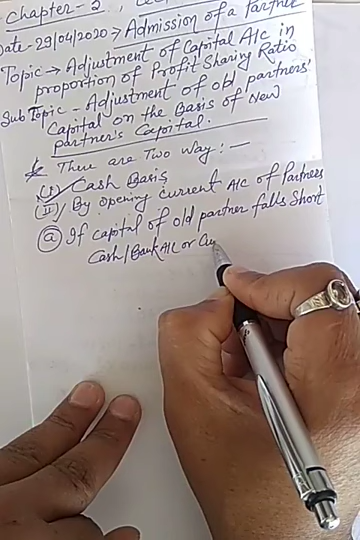 Chapter-2,
Date-29/04/2020 → Admission of a Partner
Topic → Adjustment of Capital A/c in
proportion of Profit Sharing Ratio
Sub Topic - Adjustment of old partners'
Capital on the Basis of New
Partner's Capital.
There are Two Way:-
(I) Cash Basis
(II) By opening current A/c of Partners
(a) If capital of old partner falls Short
Cash/Bank A/c or Cu